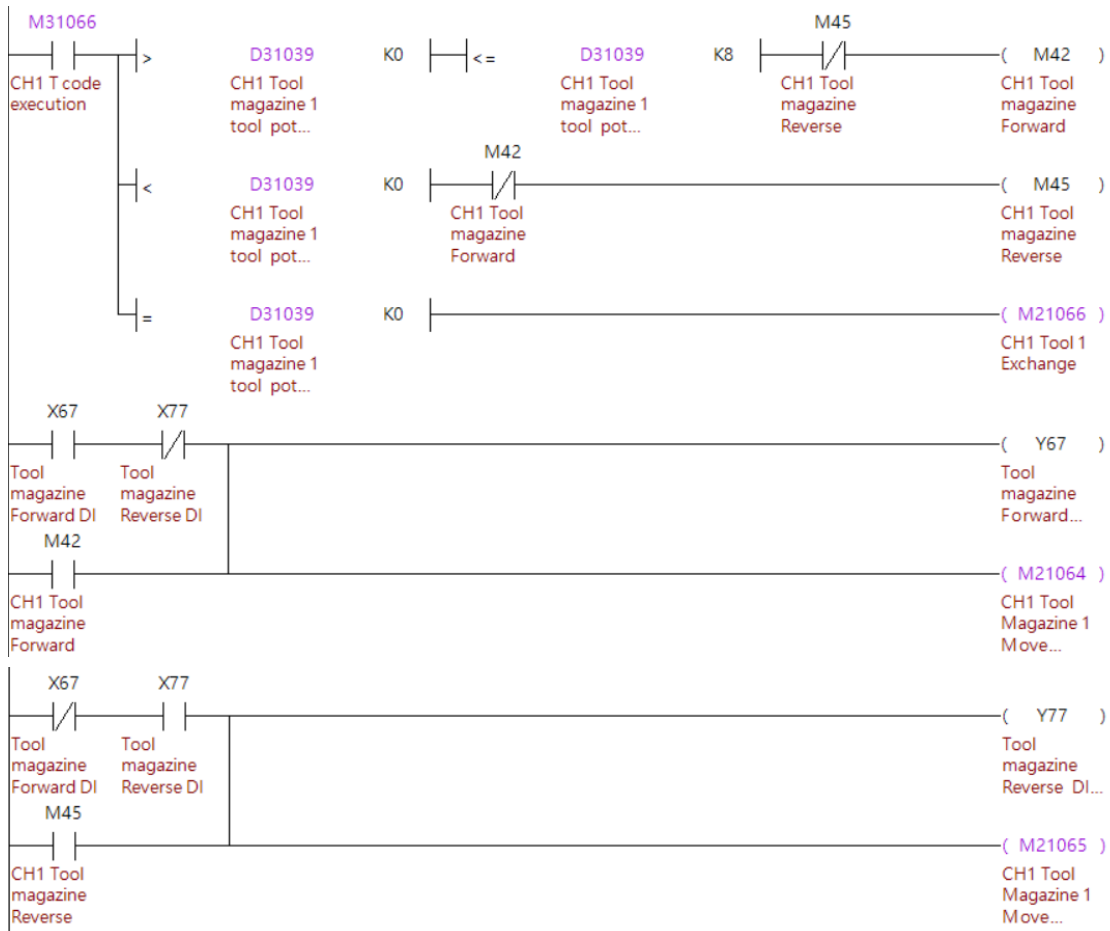 M31066 M45
> D31039 K0 <= D31039 K8 ( M42 )
CH1 T code CH1 Tool CH1 Tool CH1 Tool CH1 Tool
execution magazine 1 magazine 1 magazine magazine
tool pot... tool pot... Reverse Forward
M42
< D31039 K0 ( M45 )
CH1 Tool CH1 Tool CH1 Tool
magazine 1 magazine magazine
tool pot... Forward Reverse
= D31039 K0 ( M21066 )
CH1 Tool CH1 Tool 1
magazine 1 Exchange
tool pot...
X67 X77
( Y67 )
Tool Tool Tool
magazine magazine magazine
Forward DI Reverse DI Forward...
M42
( M21064 )
CH1 Tool CH1 Tool
magazine Magazine 1
Forward Move...
X67 X77
( Y77 )
Tool Tool Tool
magazine magazine magazine
Forward DI Reverse DI Reverse DI...
M45
( M21065 )
CH1 Tool CH1 Tool
magazine Magazine 1
Reverse Move...